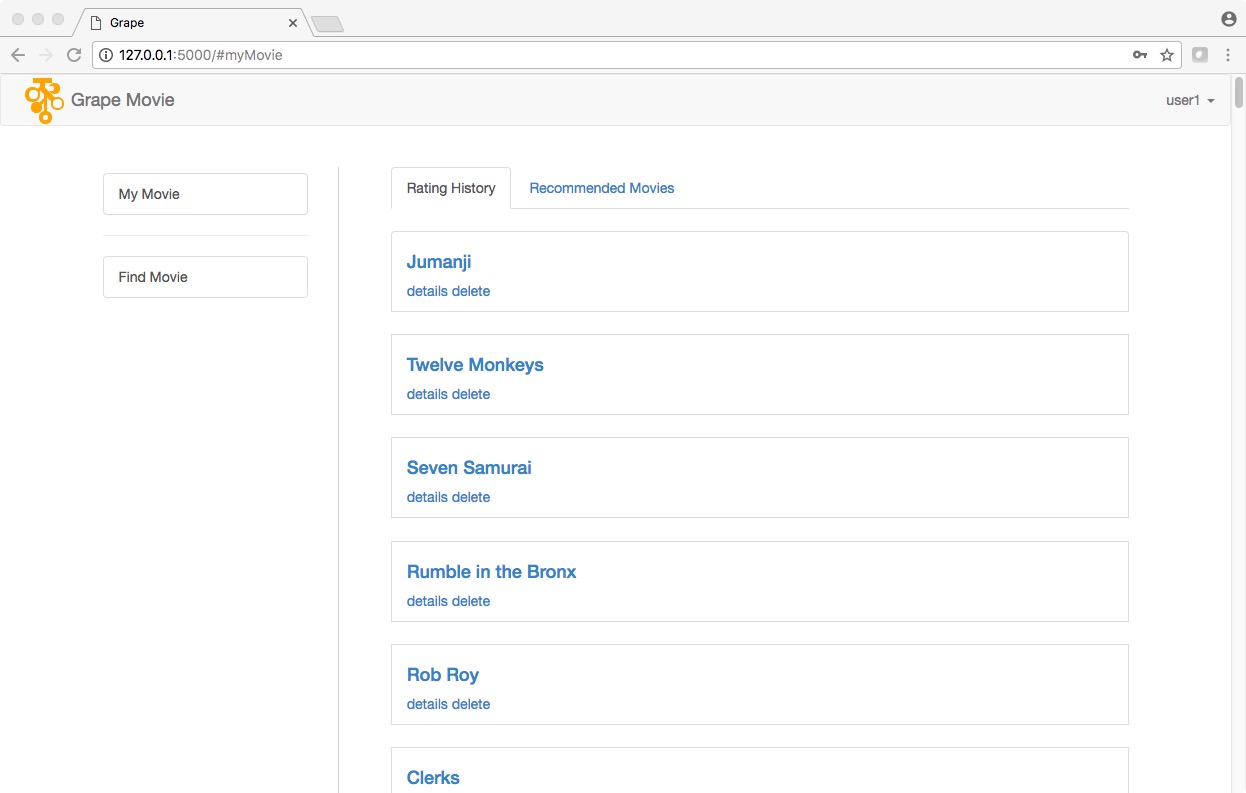 Grape
127.0.0.1:5000/#myMovie
Grape Movie
user1
My Movie
Find Movie
Rating History
Recommended Movies
Jumanji
details delete
Twelve Monkeys
details delete
Seven Samurai
details delete
Rumble in the Bronx
details delete
Rob Roy
details delete
Clerks